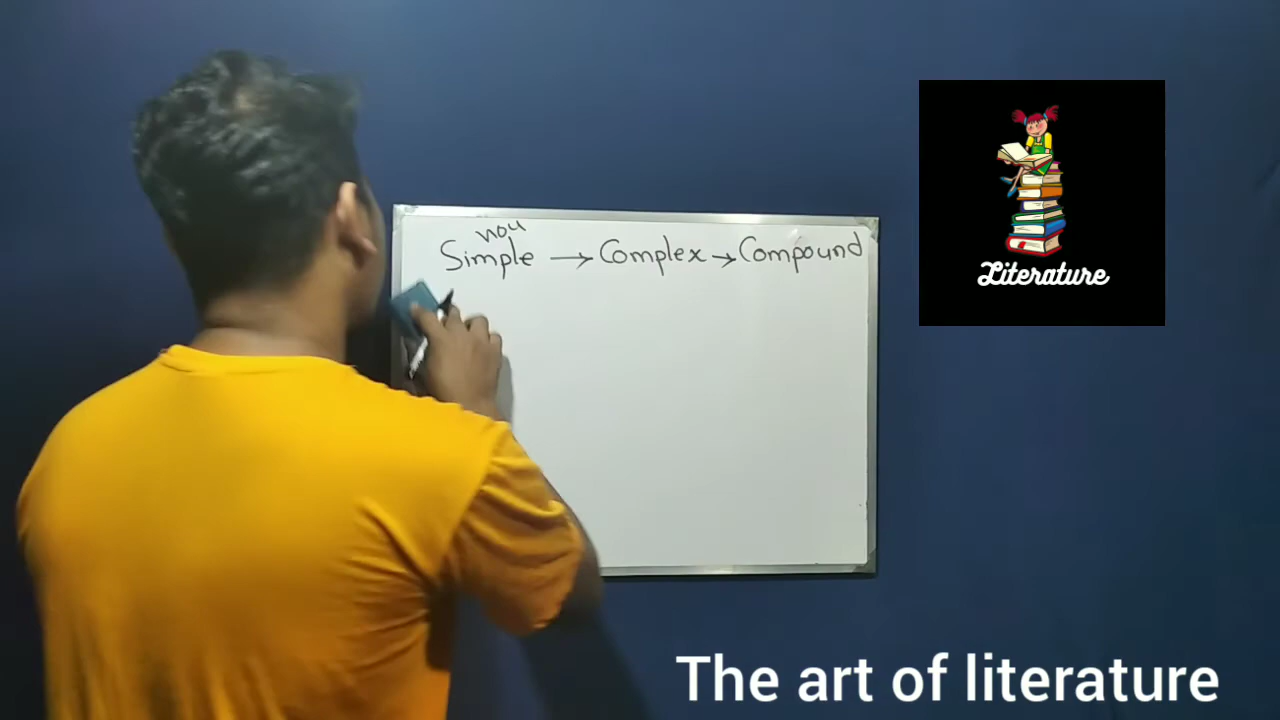 nou
Simple → Complex → Compound
Literature
The art of literature